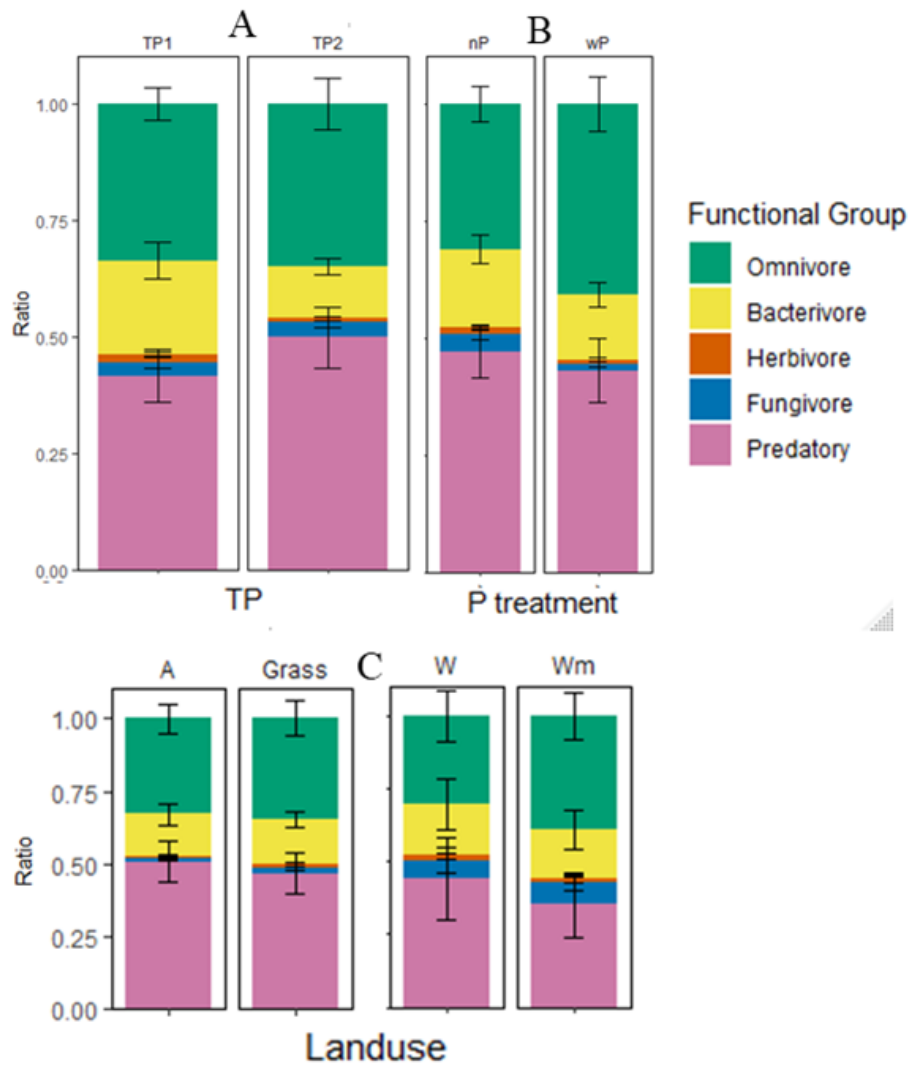 A
B
TP1
TP2
nP
wP
1.00
0.75
0.50
0.25
0.00
Ratio
TP
P treatment
Functional Group
Omnivore
Bacterivore
Herbivore
Fungivore
Predatory
C
A
Grass
W
Wm
1.00
0.75
0.50
0.25
0.00
Ratio
Landuse